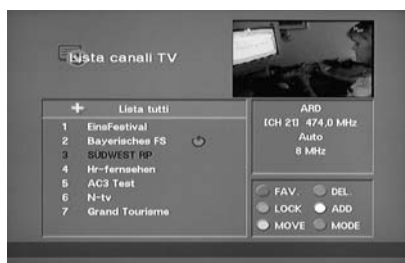 Lista canali TV
Lista tutti
1 EinsFestival
2 Bayerisches FS
3 SÜDWEST RP
4 Hr-fernsehen
5 AC3 Test
6 N-tv
7 Grand Tourisme
ARD
[CH 21] 474,0 MHz
Auto
8 MHz
FAV. DEL.
LOCK ADD
MOVE MODE